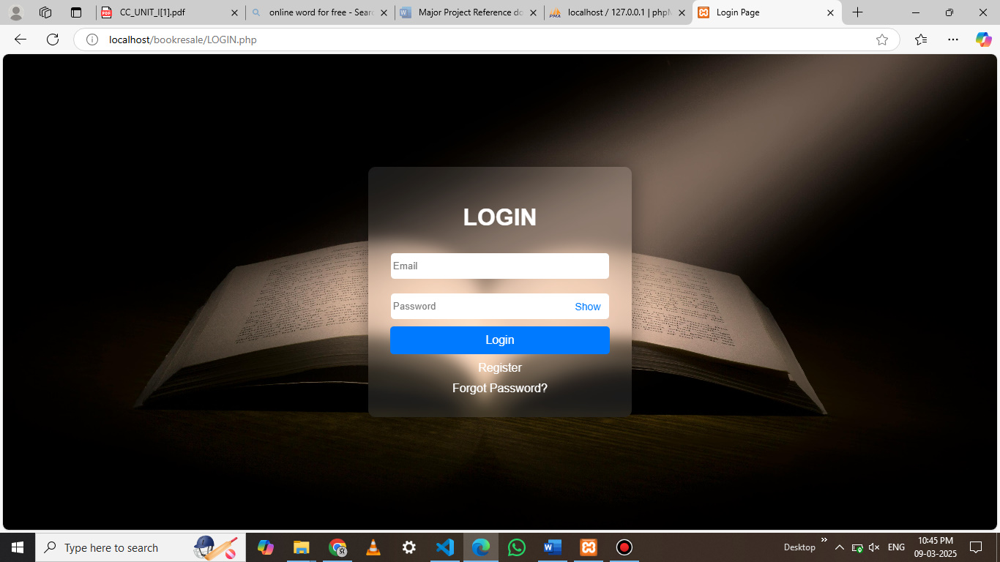 CC_UNIT_I[1].pdf
online word for free - Sear
Major Project Reference do
localhost / 127.0.0.1 | phpM
Login Page
localhost/bookresale/LOGIN.php
LOGIN
Email
Password
Show
Login
Register
Forgot Password?
Type here to search
Desktop
ENG
10:45 PM
09-03-2025